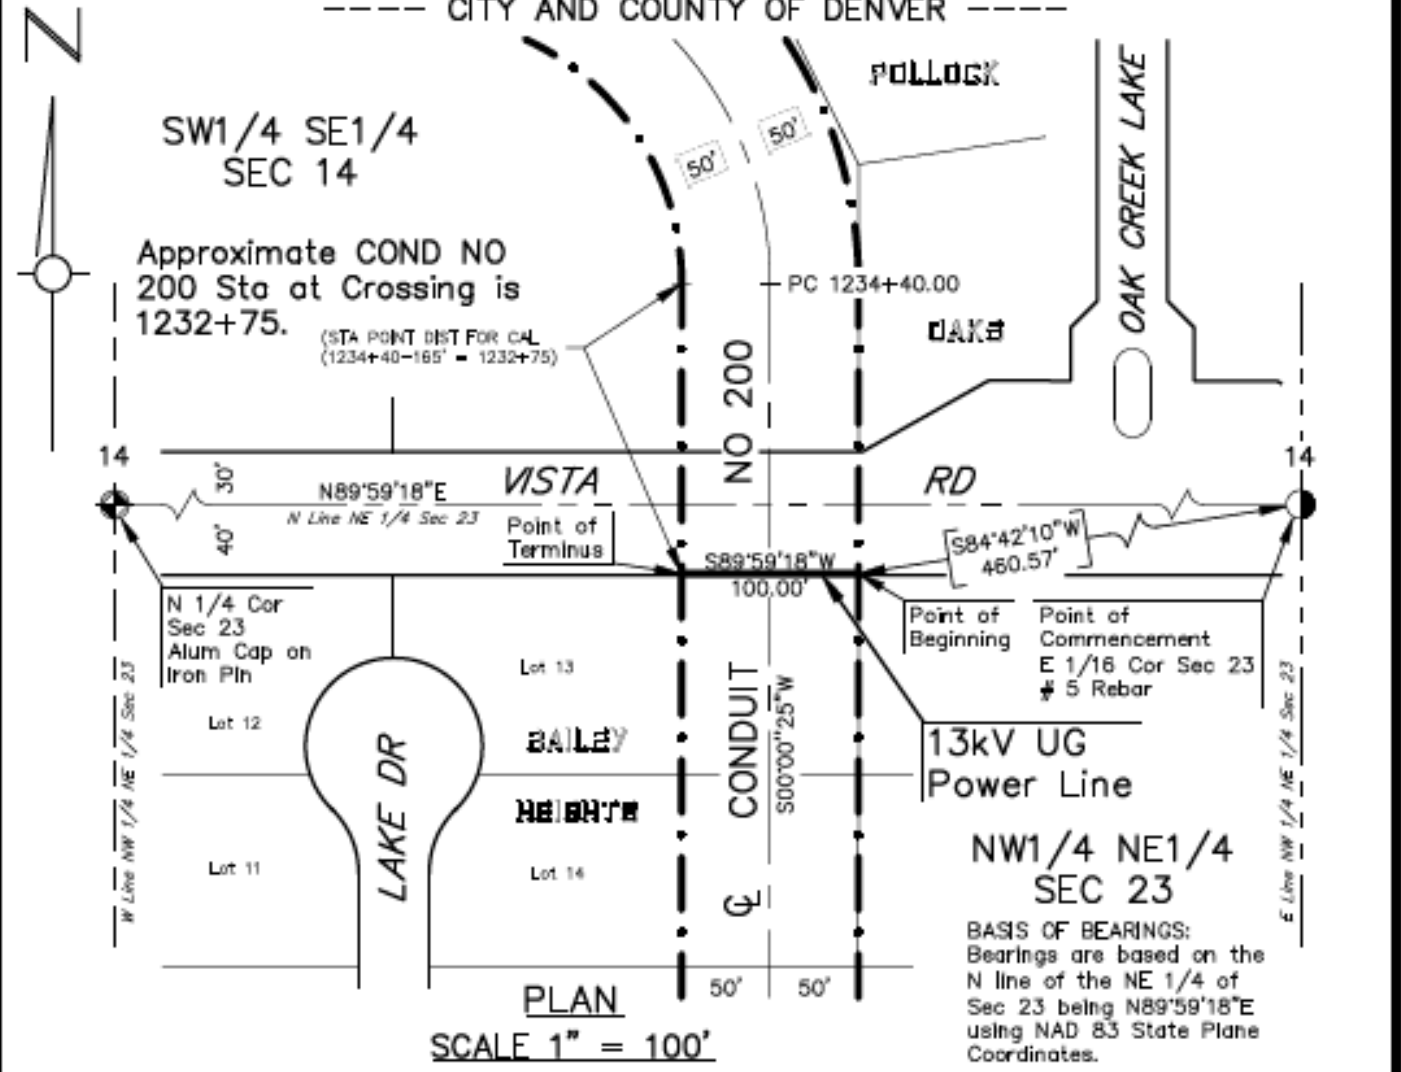 ---- CITY AND COUNTY OF DENVER ----
N
POLLOCK
OAK CREEK LAKE
SW1/4 SE1/4
SEC 14
50'
50'
Approximate COND NO
200 Sta at Crossing is
1232+75.
(STA POINT DIST FOR CAL
(1234+40-165' = 1232+75)
PC 1234+40.00
OAKS
NO 200
14
14
30'
N89°59'18"E
VISTA
RD
N Line NE 1/4 Sec 23
40'
Point of
Terminus
S89°59'18"W
100.00'
S84°42'10"W
460.57'
N 1/4 Cor
Sec 23
Alum Cap on
Iron Pin
Point of
Beginning
Point of
Commencement
E 1/16 Cor Sec 23
# 5 Rebar
Lot 13
Lot 12
BAILEY
HEIGHTS
Lot 11
Lot 14
LAKE DR
W Line NW 1/4 NE 1/4 Sec 23
℄ CONDUIT
S00°00'25"W
13kV UG
Power Line
E Line NW 1/4 NE 1/4 Sec 23
NW1/4 NE1/4
SEC 23
BASIS OF BEARINGS:
Bearings are based on the
N line of the NE 1/4 of
Sec 23 being N89°59'18"E
using NAD 83 State Plane
Coordinates.
50'
50'
PLAN
SCALE 1" = 100'